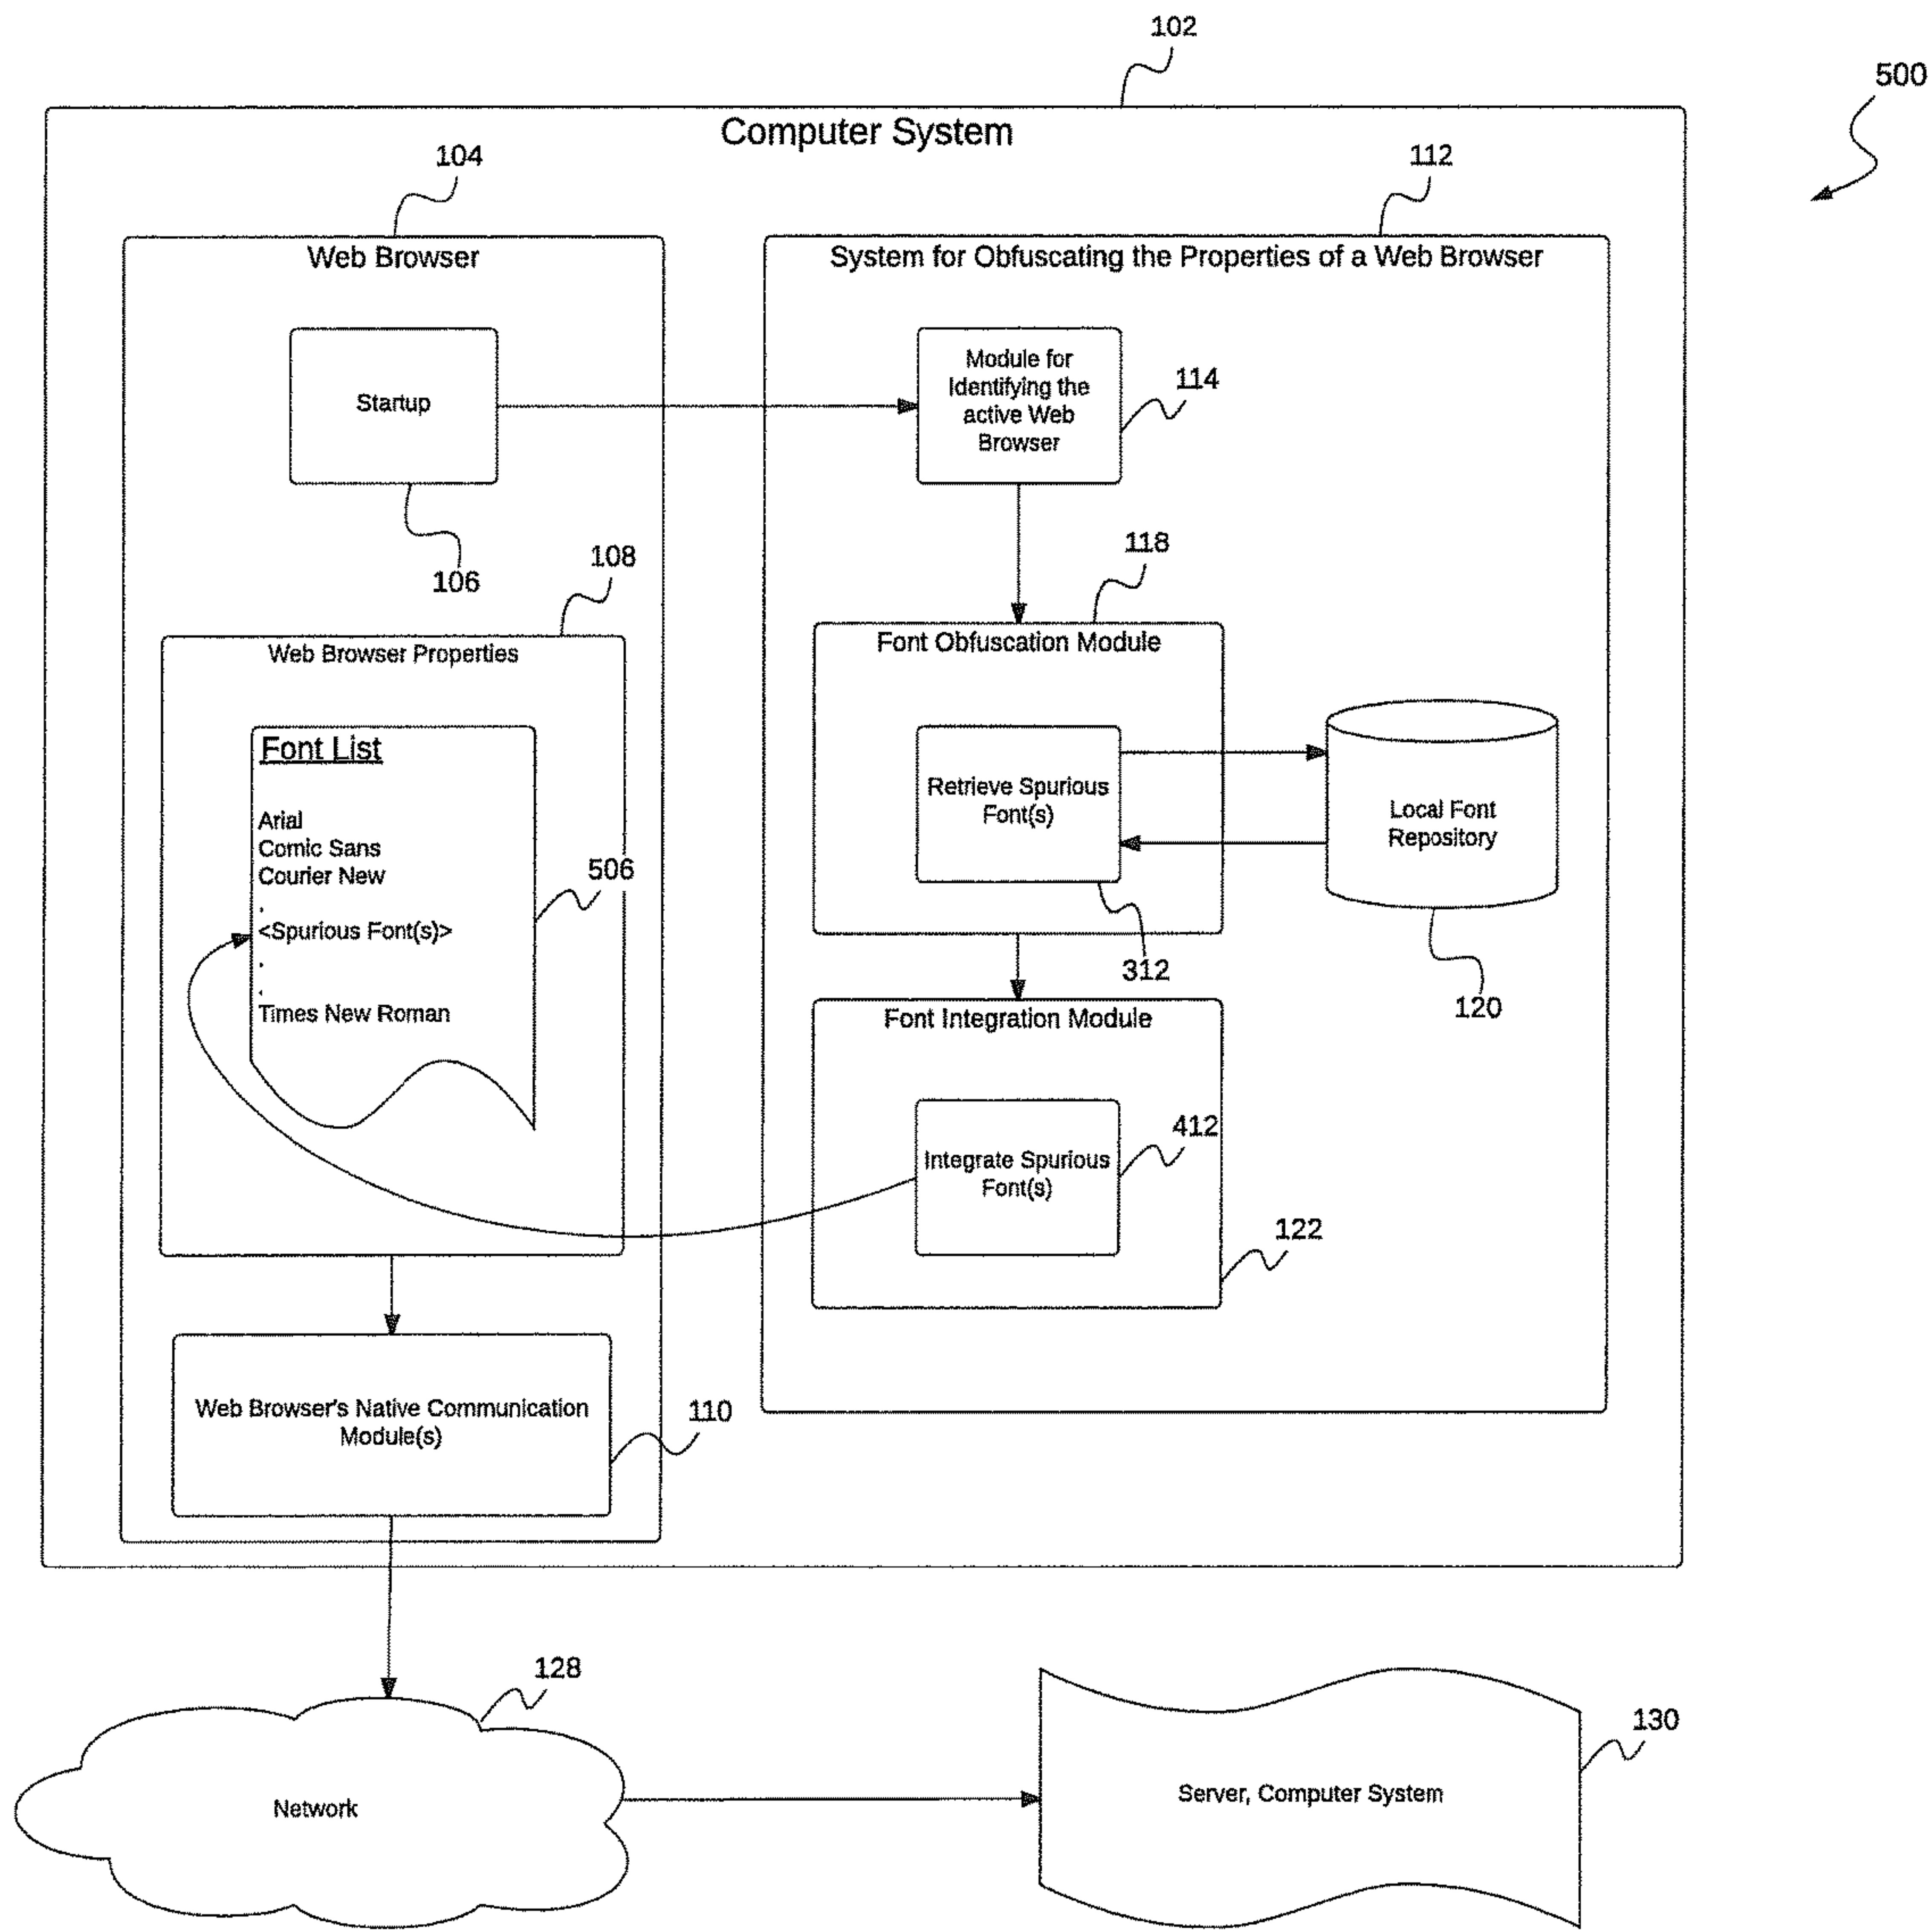 102
500
Computer System
104
112
Web Browser
System for Obfuscating the Properties of a Web Browser
Startup
Module for
Identifying the
active Web
Browser
114
106
108
118
Web Browser Properties
Font Obfuscation Module
Font List
Arial
Comic Sans
Courier New
.
<Spurious Font(s)>
.
.
Times New Roman
506
Retrieve Spurious
Font(s)
Local Font
Repository
312
120
Font Integration Module
Integrate Spurious
Font(s)
412
122
Web Browser's Native Communication
Module(s)
110
128
Network
Server, Computer System
130